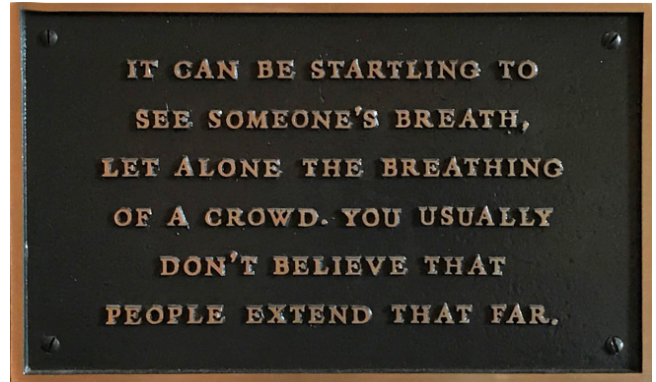 IT CAN BE STARTLING TO
SEE SOMEONE'S BREATH,
LET ALONE THE BREATHING
OF A CROWD. YOU USUALLY
DON'T BELIEVE THAT
PEOPLE EXTEND THAT FAR.